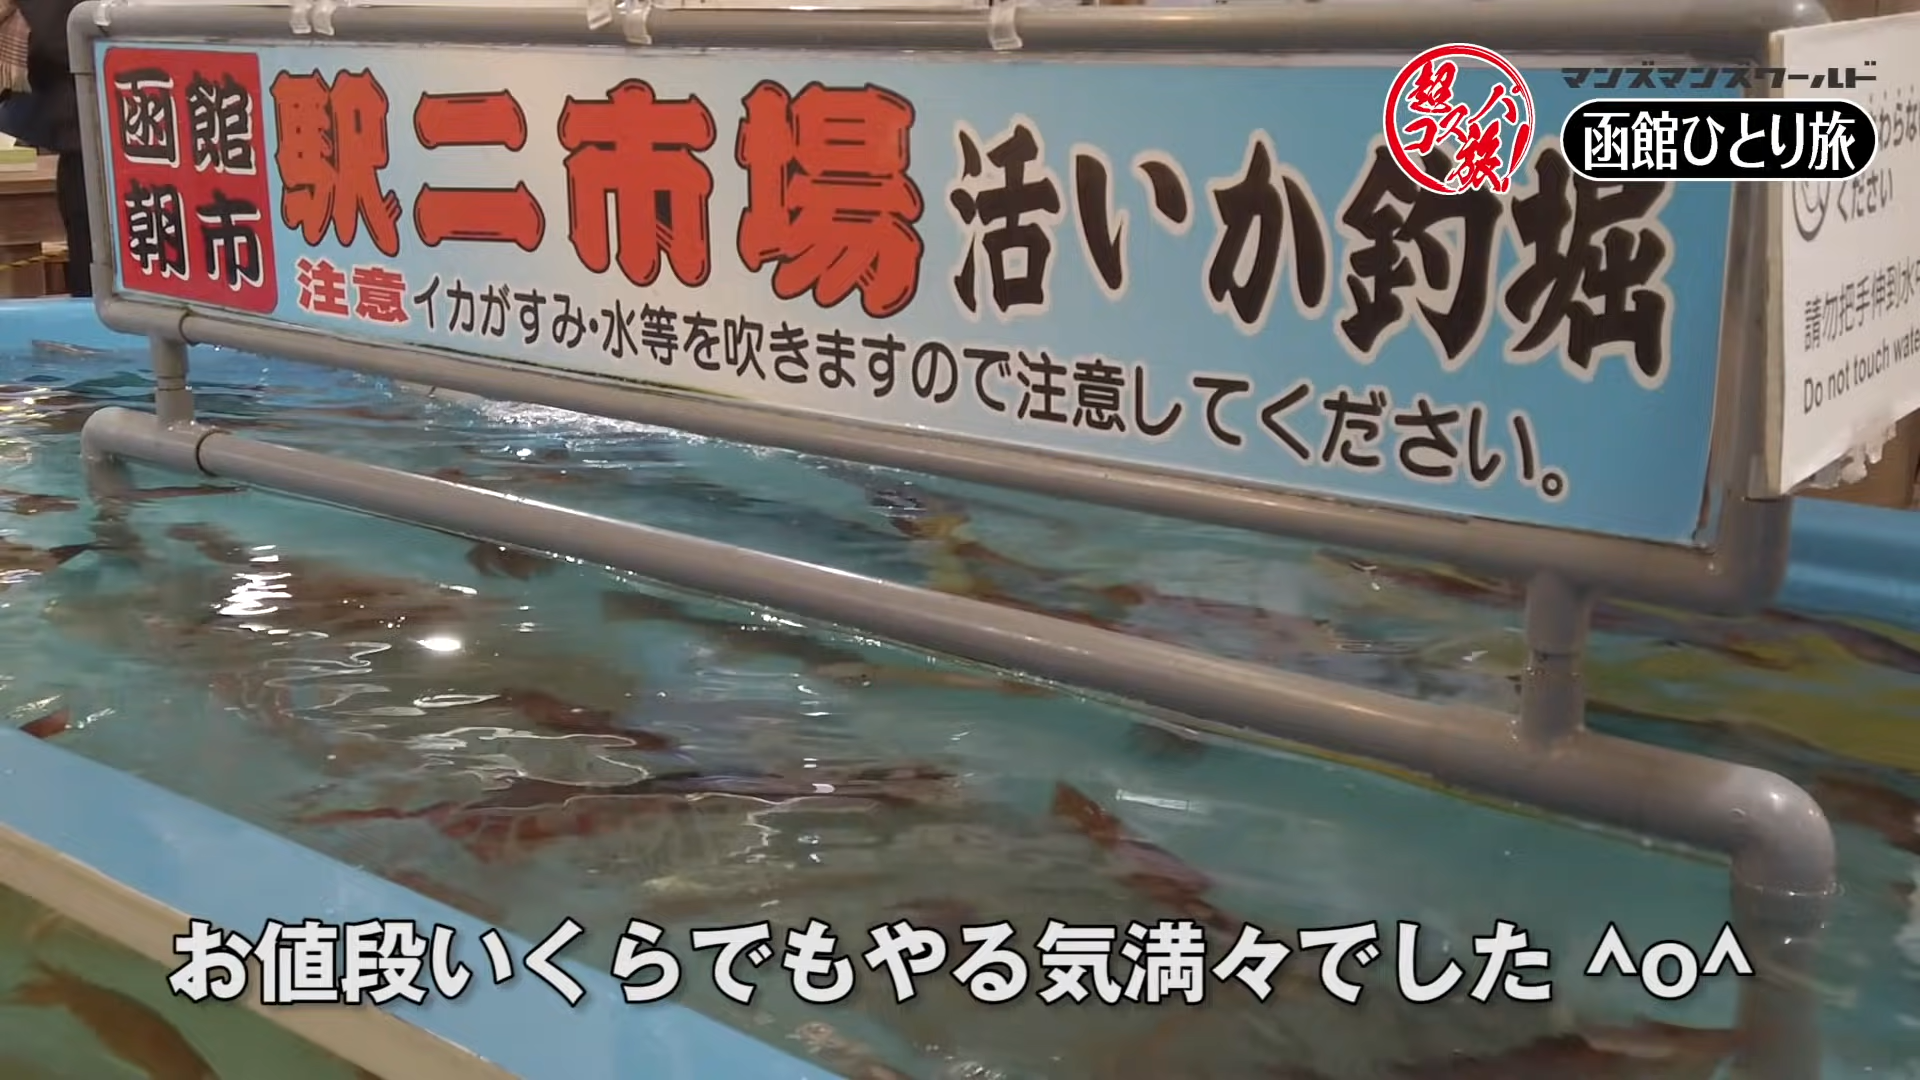 函館
朝市
駅二市場 活いか釣堀
注意 イカがすみ・水等を吹きますので注意してください。
超コスパ旅!
マンズマンズワールド
函館ひとり旅
わらな
ください
請勿把手伸到水
Do not touch wate
お値段いくらでもやる気満々でした ^o^